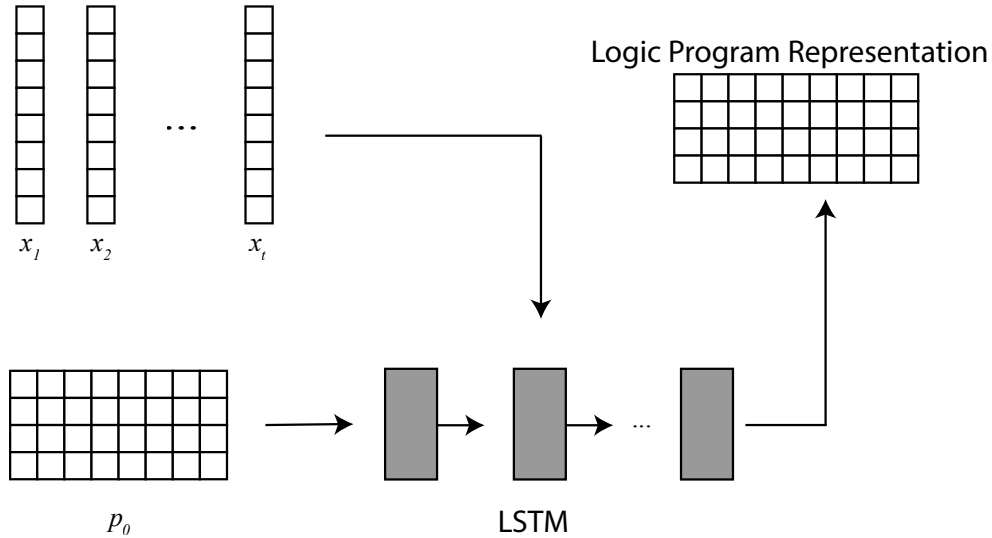 Logic Program Representation
...
x₁ x₂ xₜ
...
p₀
LSTM